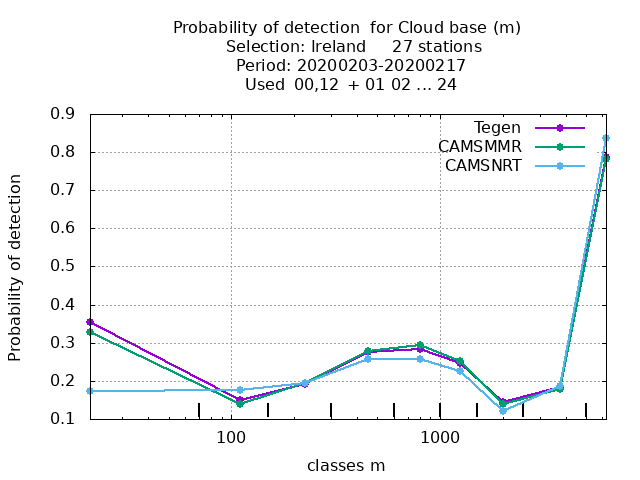 Probability of detection  for Cloud base (m)
Selection: Ireland     27 stations
Period: 20200203-20200217
Used  00,12  + 01 02 ... 24
Tegen
CAMSMMR
CAMSNRT
0.9
0.8
0.7
0.6
0.5
0.4
0.3
0.2
0.1
Probability of detection
100
1000
classes m